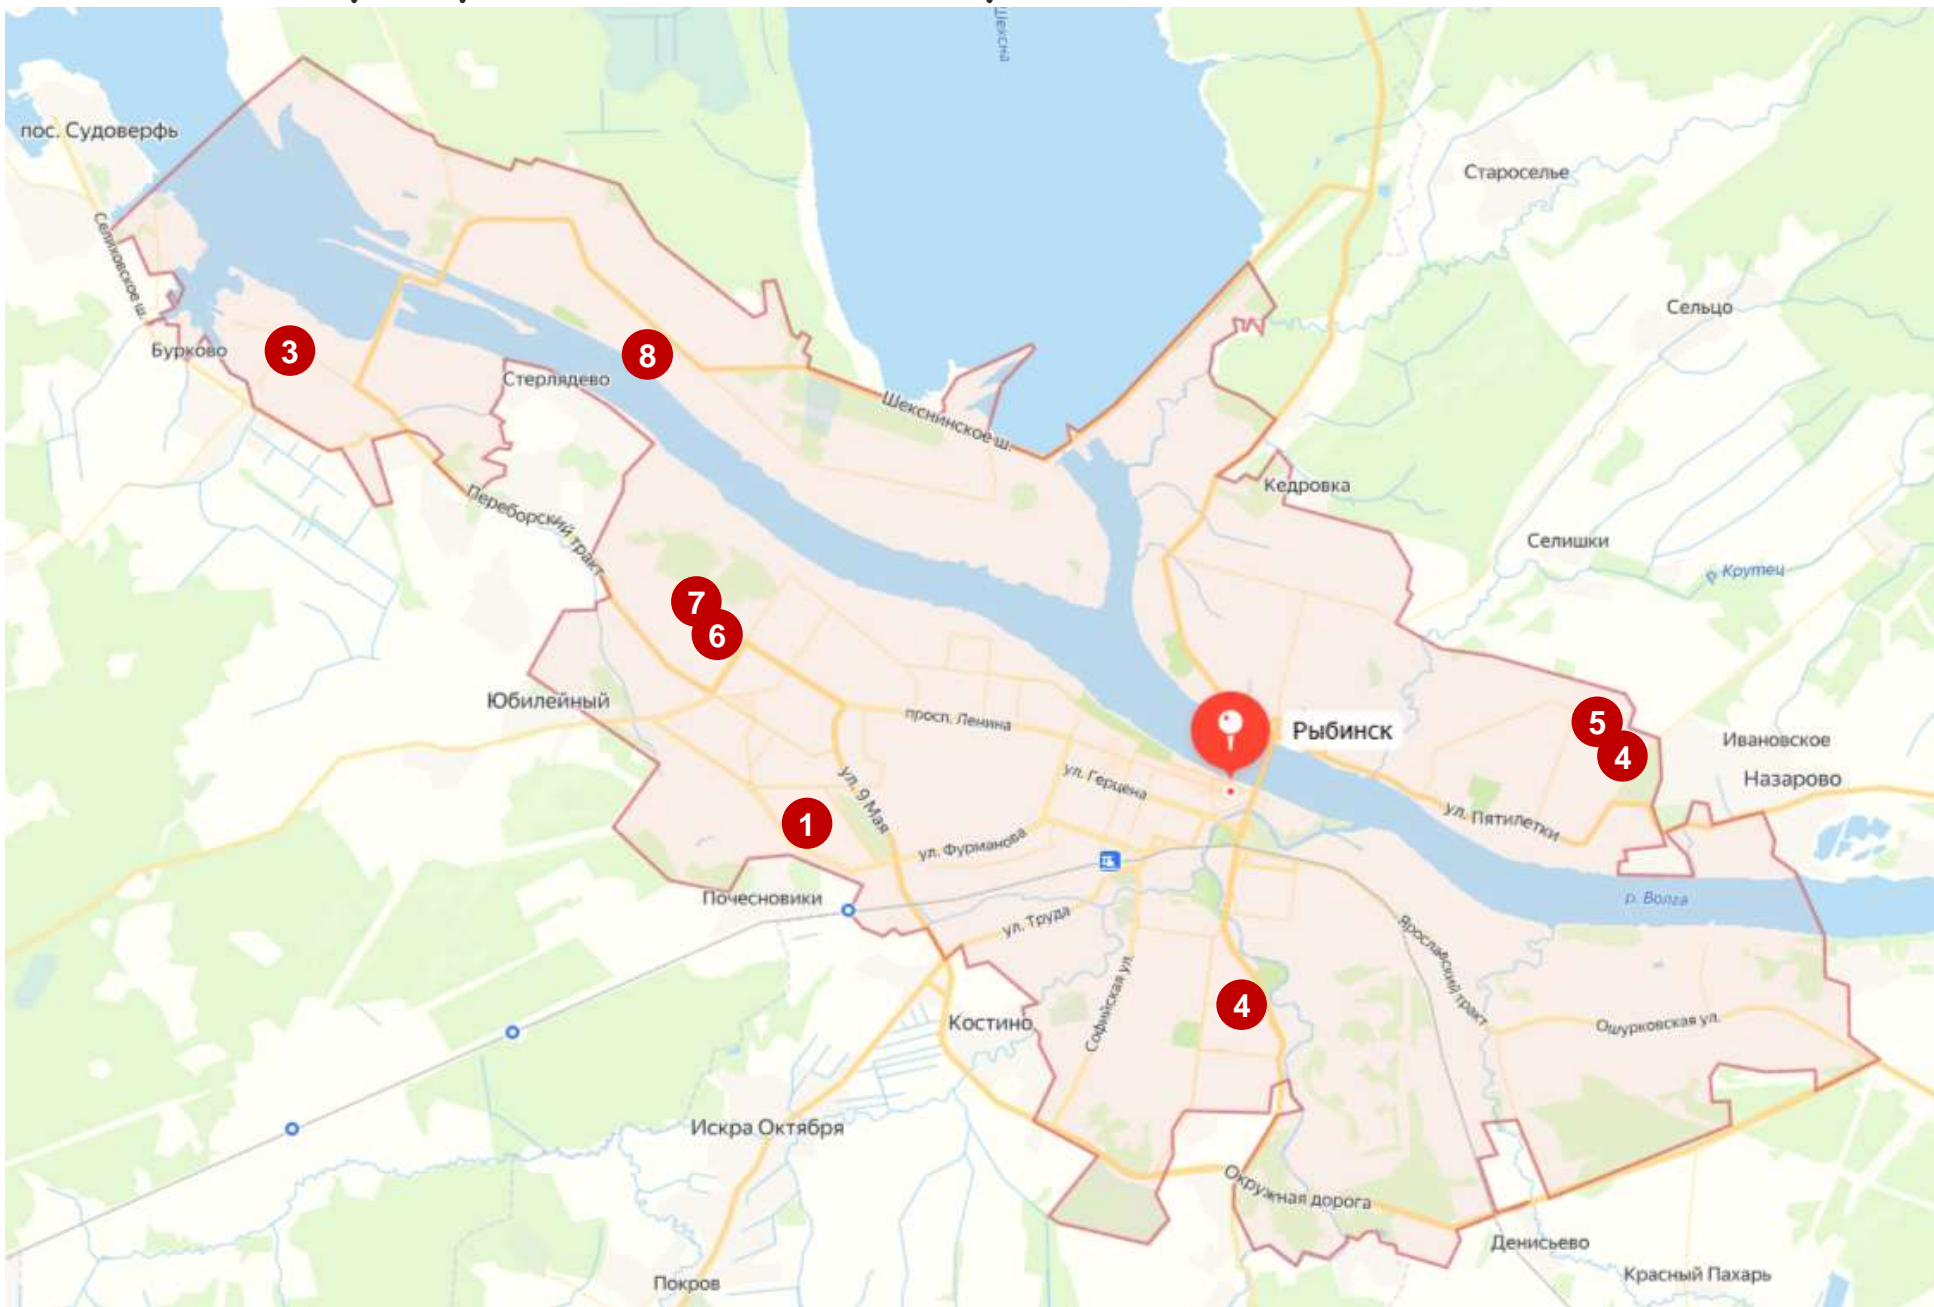 Шексна
пос. Судоверфь
Староселье
Селиховское ш.
Сельцо
Бурково
3
8
Стерлядево
Шекснинское ш.
Кедровка
Переборский тракт
Селишки
р. Крутец
7
6
Юбилейный
просп. Ленина
Рыбинск
5
4
Ивановское
Назарово
ул. Герцена
ул. 9 Мая
1
ул. Пятилетки
ул. Фурманова
Почесновики
р. Волга
ул. Труда
Ярославский тракт
Софийская ул.
4
Костино
Ошурковская ул.
Искра Октября
Окружная дорога
Денисьево
Покров
Красный Пахарь